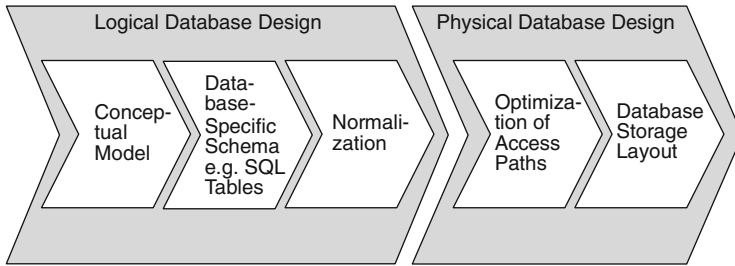 Logical Database Design
Physical Database Design
Concep-
tual
Model
Data-
base-
Specific
Schema
e.g. SQL
Tables
Normali-
zation
Optimiza-
tion of
Access
Paths
Database
Storage
Layout